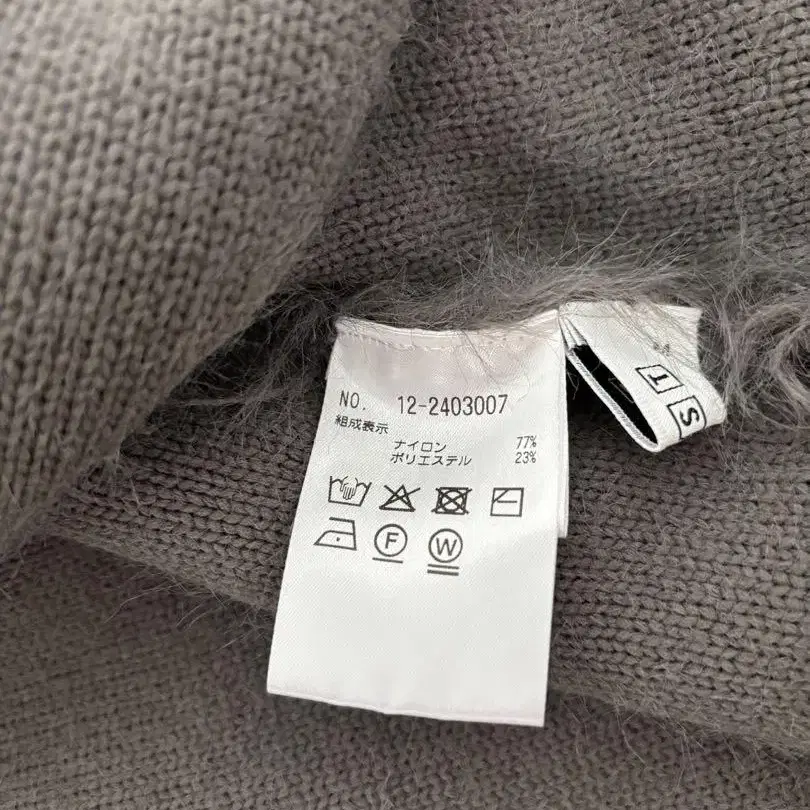 NO. 12-2403007
組成表示
ナイロン 77%
ポリエステル 23%
F W
T S